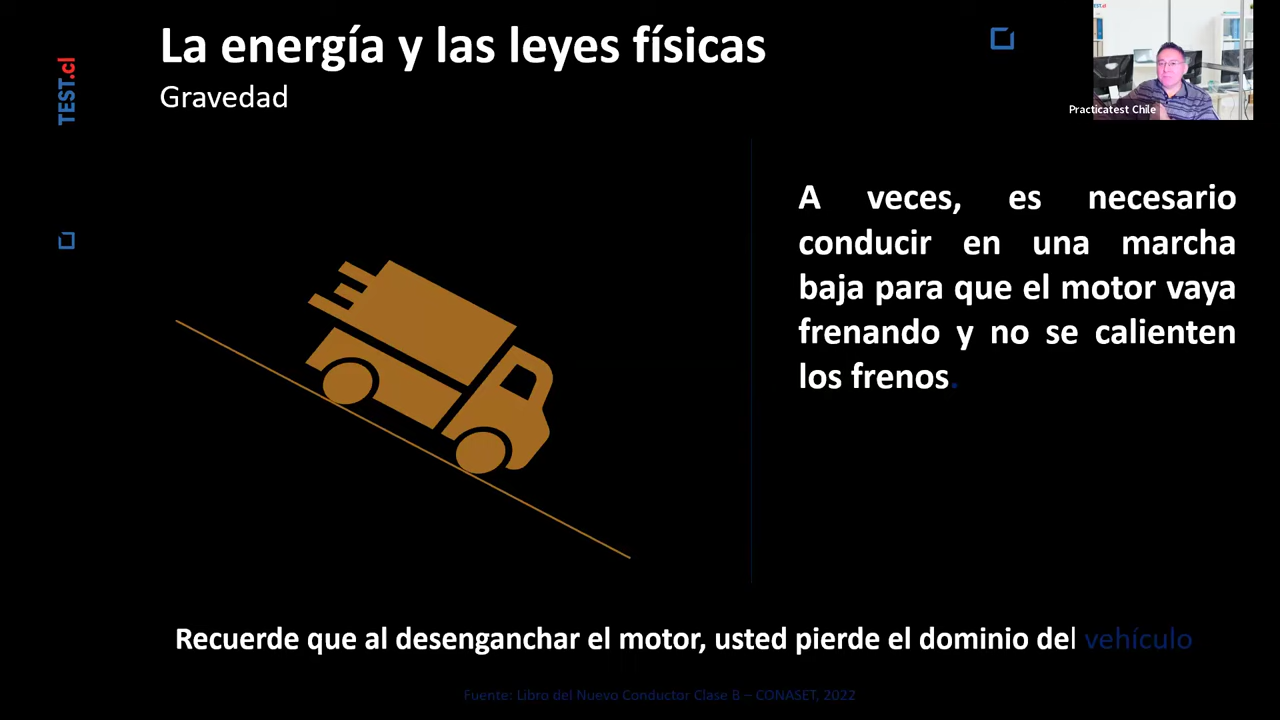 La energía y las leyes físicas
Gravedad
TEST.cl
TEST.cl
Practicatest Chile
A veces, es necesario
conducir en una marcha
baja para que el motor vaya
frenando y no se calienten
los frenos.
Recuerde que al desenganchar el motor, usted pierde el dominio del vehículo
Fuente: Libro del Nuevo Conductor Clase B – CONASET, 2022